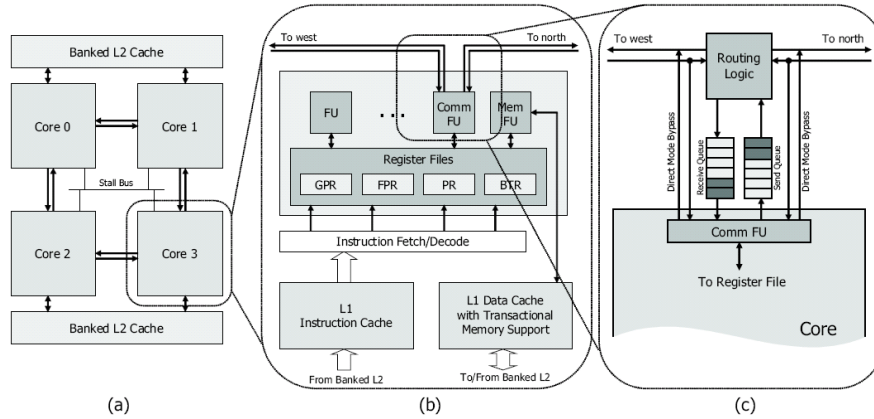 Banked L2 Cache
Core 0
Core 1
Stall Bus
Core 2
Core 3
Banked L2 Cache
(a)
To west
To north
FU
. . .
Comm
FU
Mem
FU
Register Files
GPR
FPR
PR
BTR
Instruction Fetch/Decode
L1
Instruction Cache
L1 Data Cache
with Transactional
Memory Support
From Banked L2
To/From Banked L2
(b)
To west
To north
Routing
Logic
Direct Mode Bypass
Receive Queue
Send Queue
Direct Mode Bypass
Comm FU
To Register File
Core
(c)